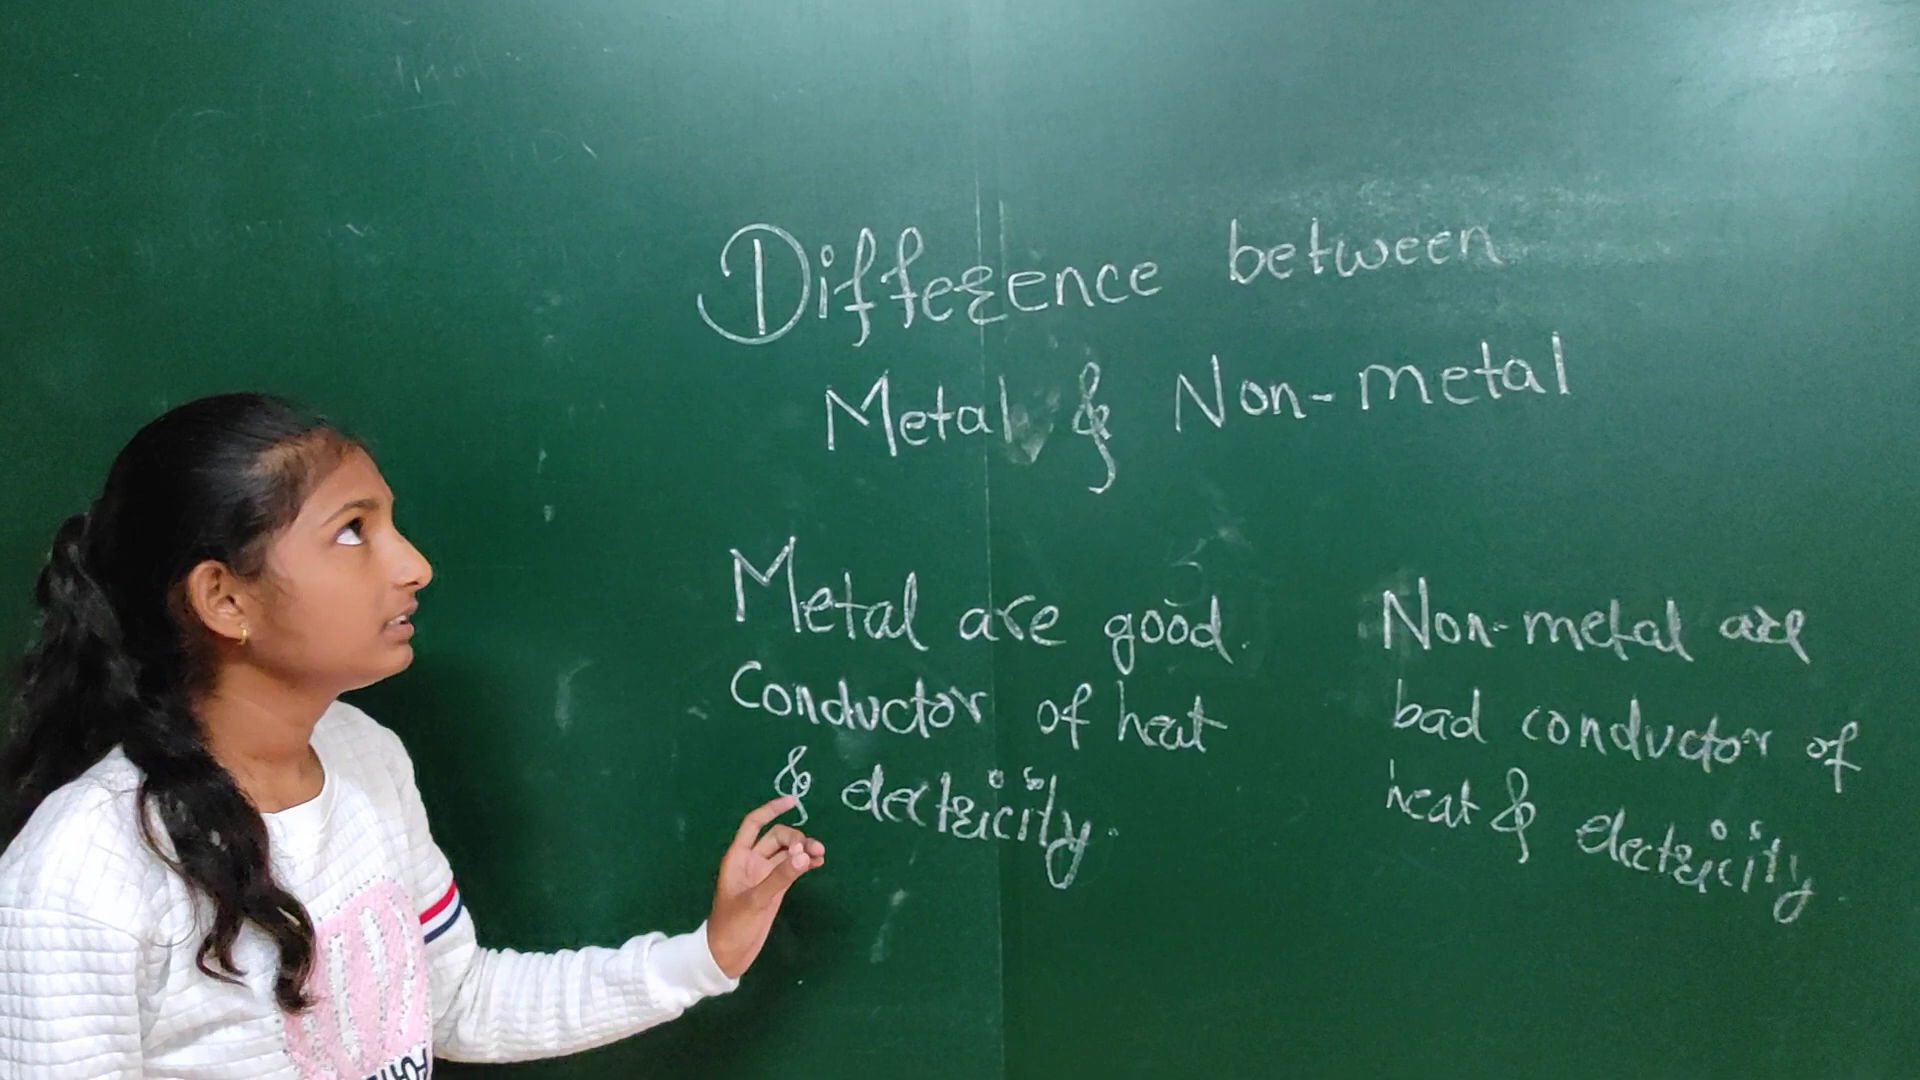 Difference between
Metal & Non-metal
Metal are good
Conductor of heat
& electricity.
Non-metal are
bad conductor of
heat & electricity.